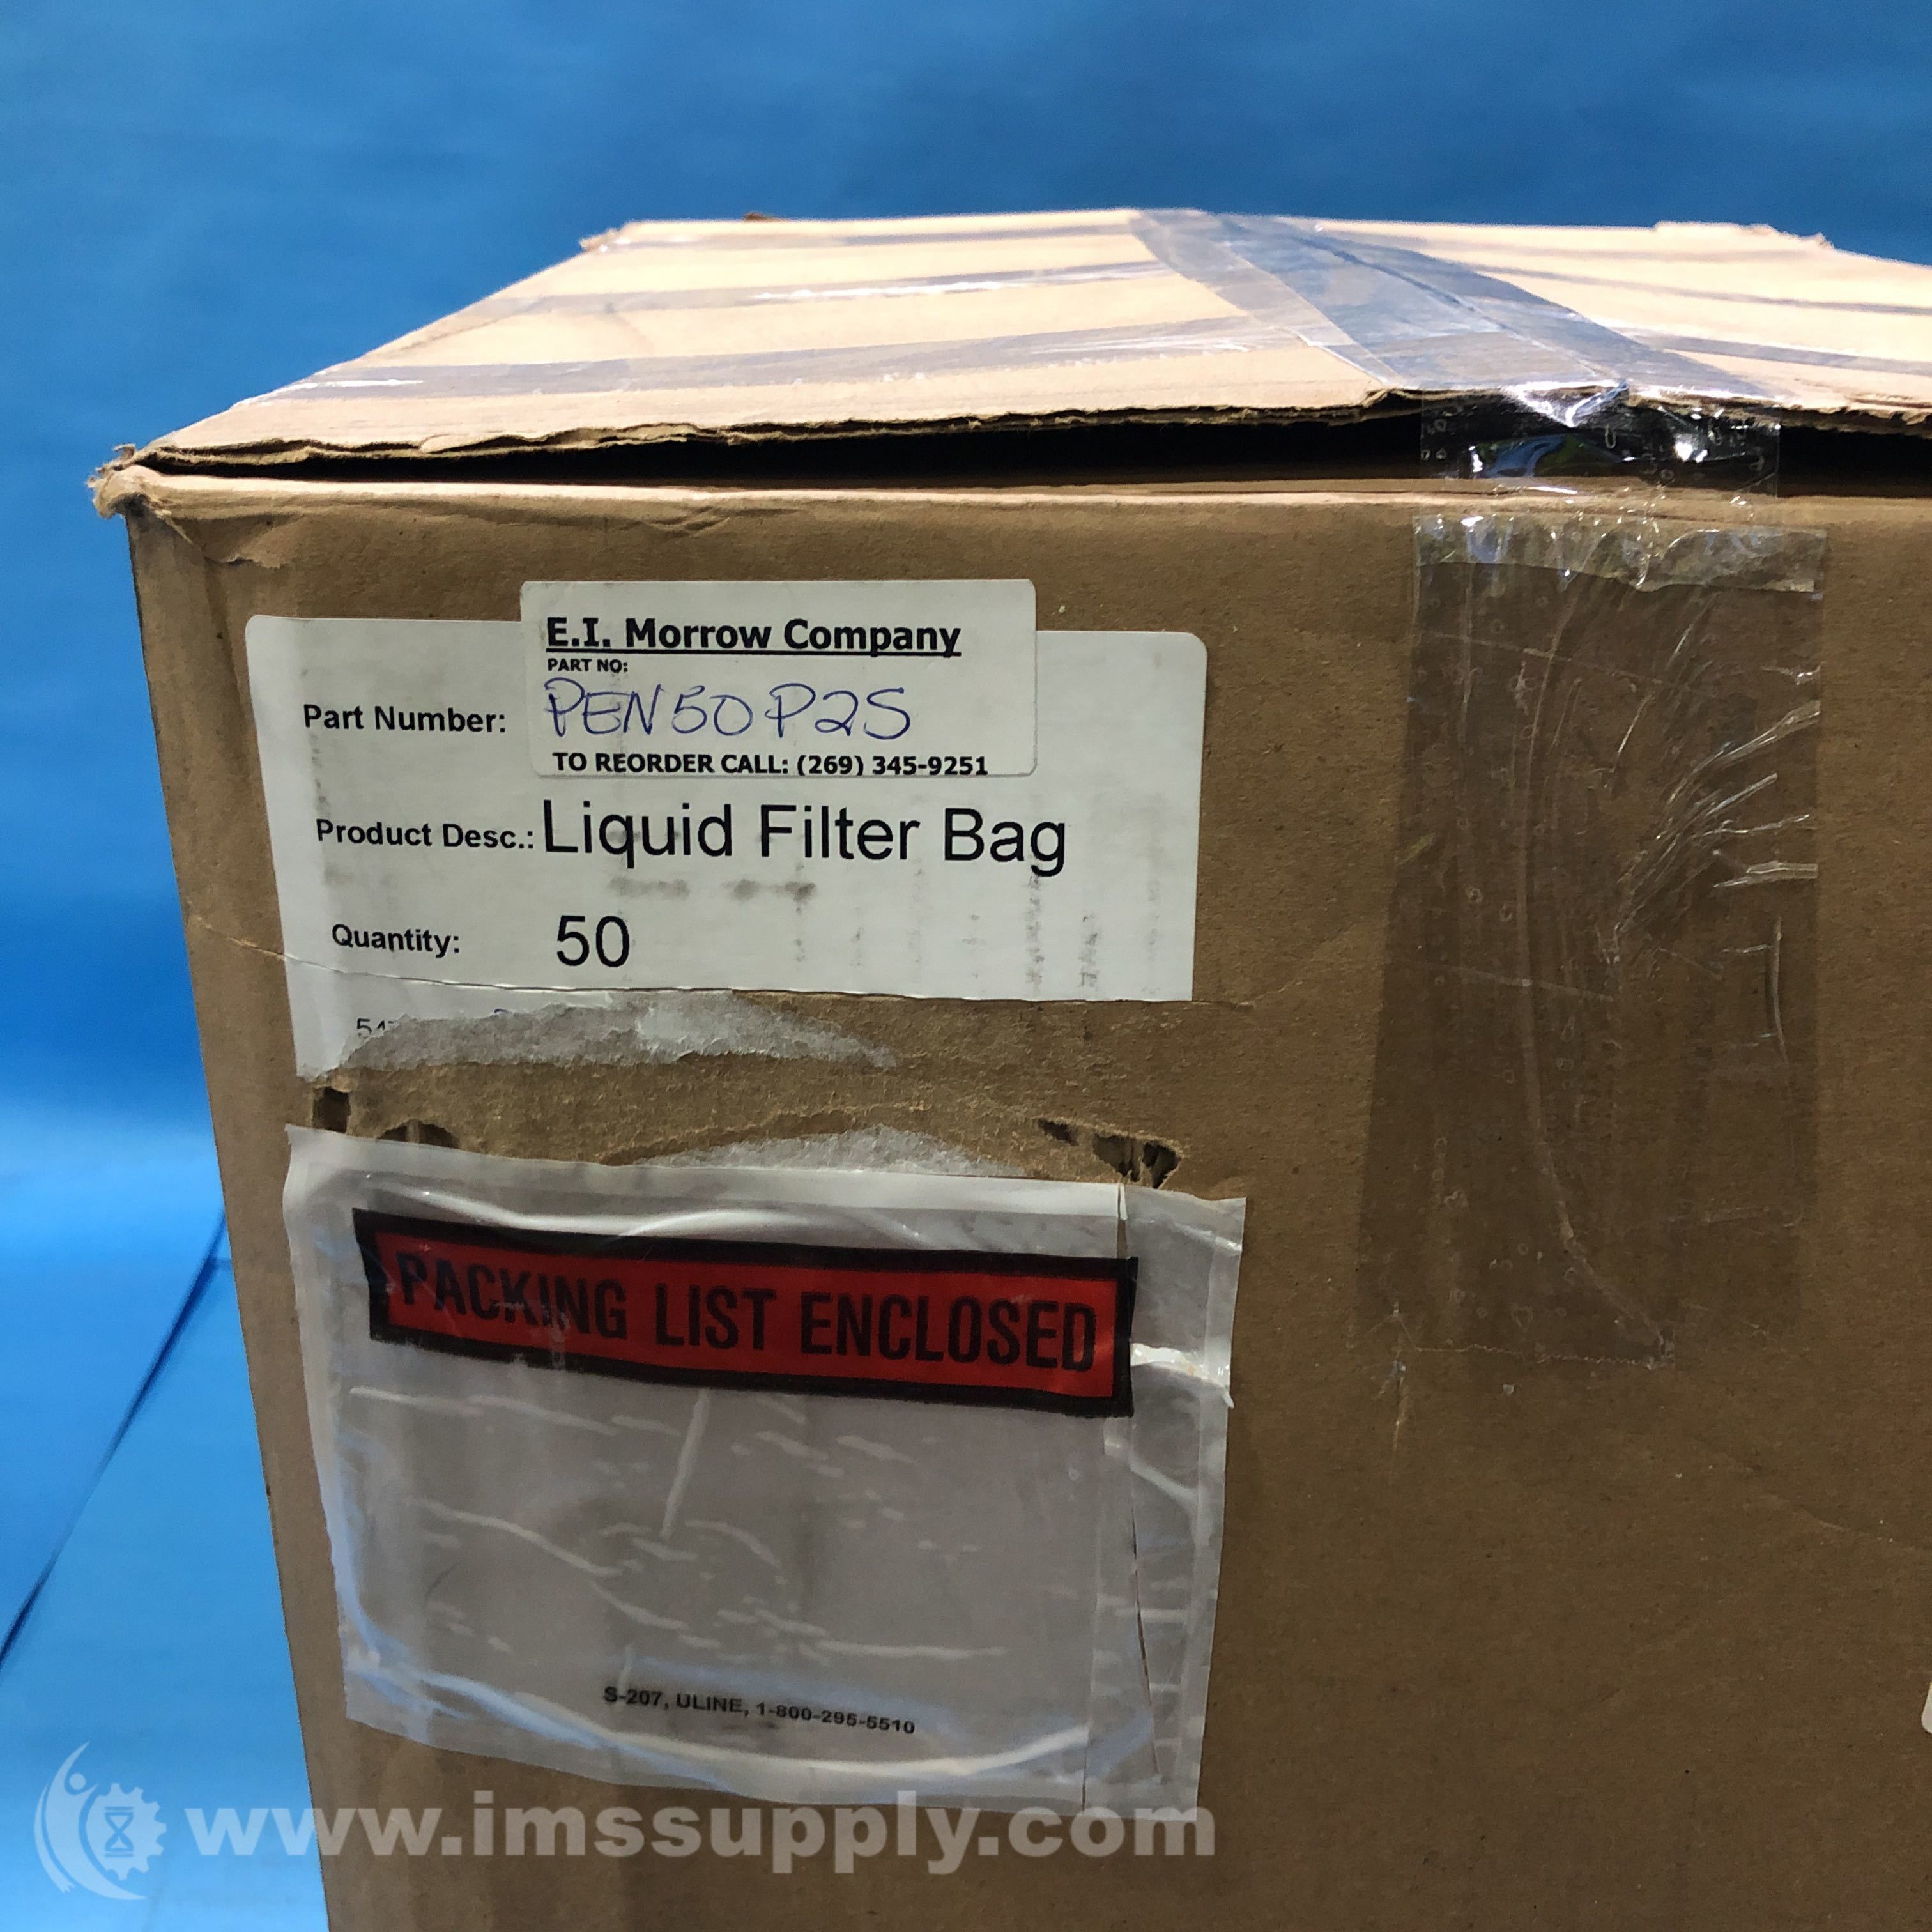 E.I. Morrow Company
PART NO:
Part Number: PEN50P2S
TO REORDER CALL: (269) 345-9251
Product Desc.: Liquid Filter Bag
Quantity: 50
PACKING LIST ENCLOSED
S-207, ULINE, 1-800-295-5510
www.imssupply.com